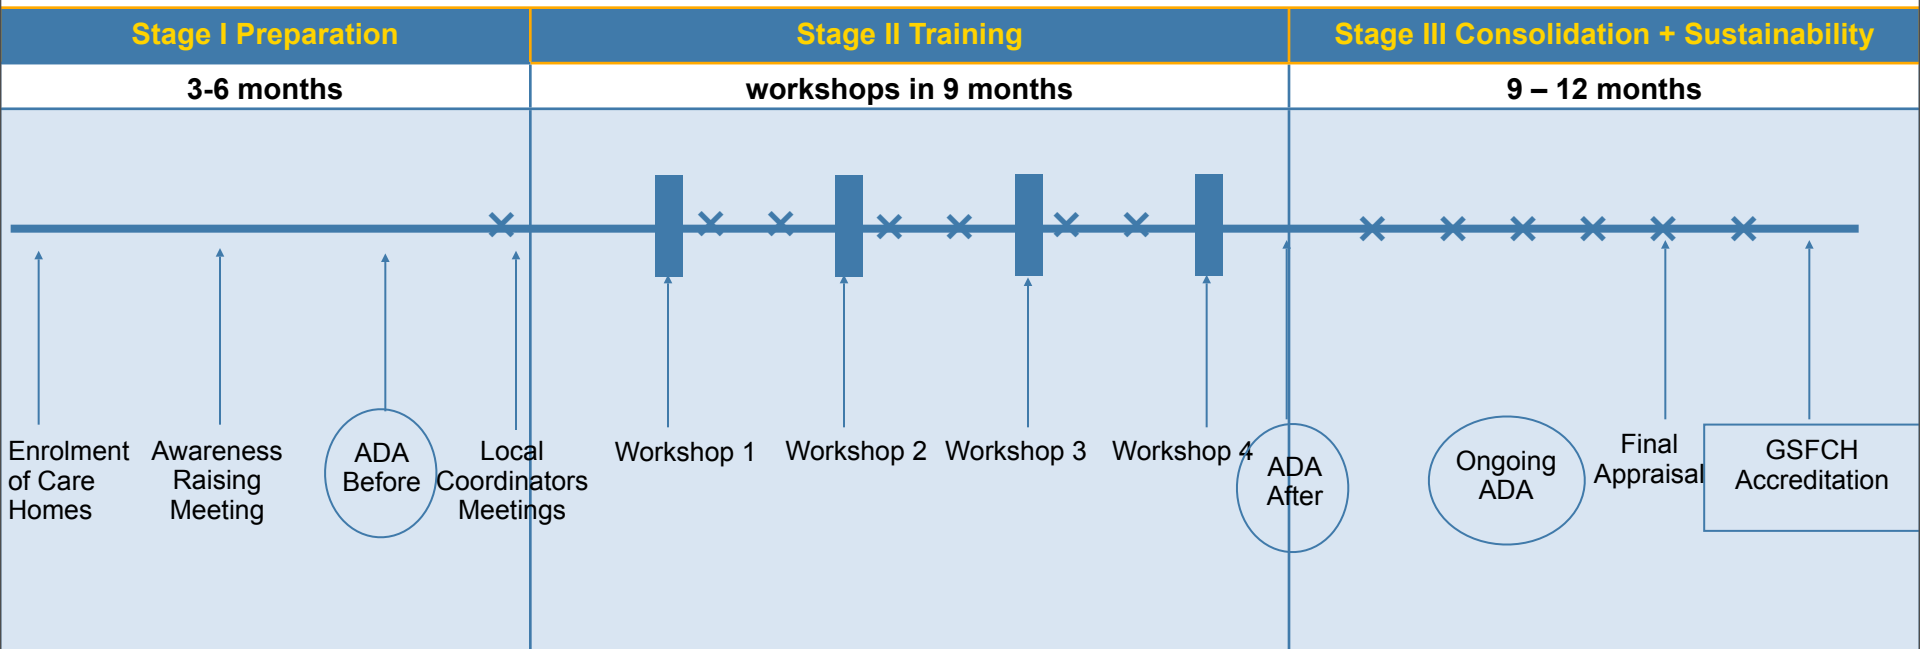 Stage I Preparation
Stage II Training
Stage III Consolidation + Sustainability
3-6 months
workshops in 9 months
9 – 12 months
Enrolment
of Care
Homes
Awareness
Raising
Meeting
ADA
Before
Local
Coordinators
Meetings
Workshop 1
Workshop 2
Workshop 3
Workshop 4
ADA
After
Ongoing
ADA
Final
Appraisal
GSFCH
Accreditation